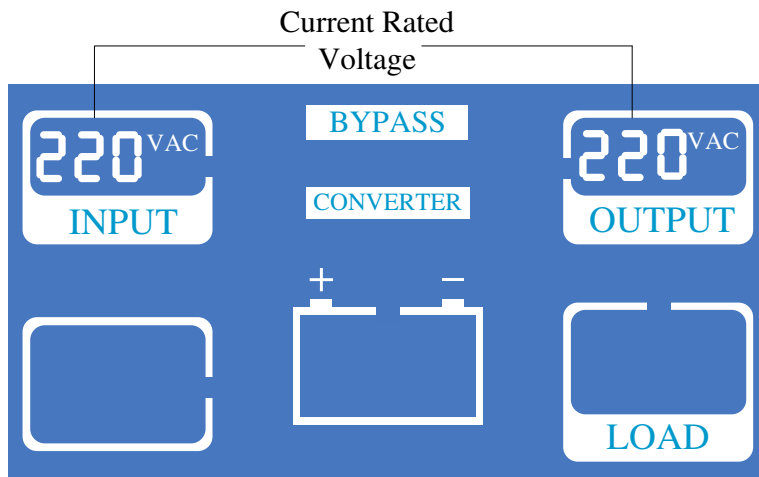 Current Rated
Voltage
220 VAC
INPUT
BYPASS
CONVERTER
220 VAC
OUTPUT
+ −
LOAD